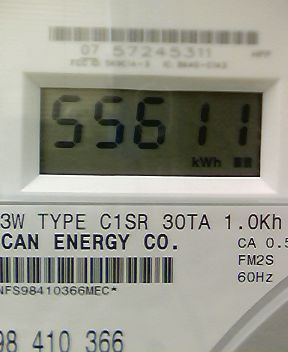 07 57245311
55611
kWh
3W TYPE C1SR 30TA 1.0Kh
CAN ENERGY CO.
CA 0.5
FM2S
60Hz
NFS98410366MEC*
98 410 366